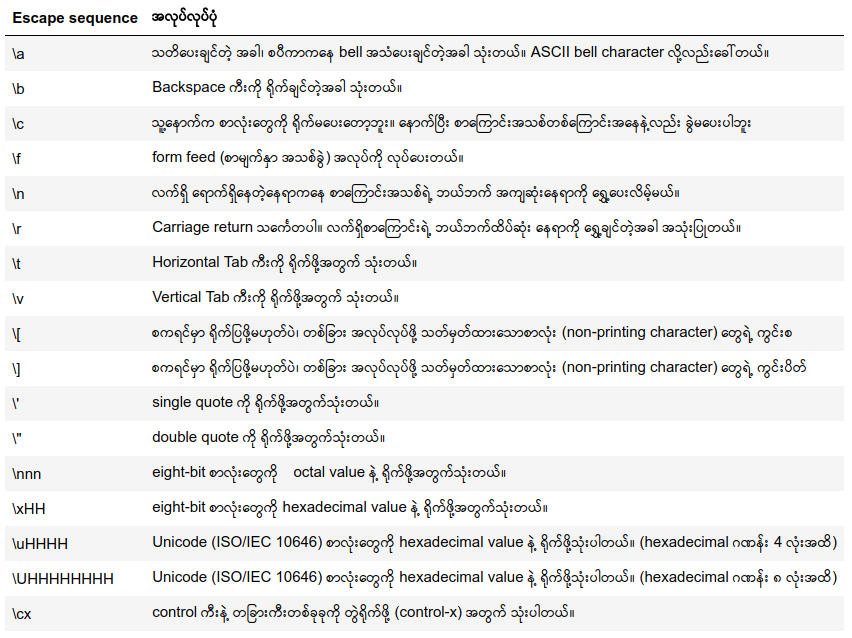 Escape sequence အလုပ်လုပ်ပုံ
\a သတိပေးချင်တဲ့ အခါ၊ စပီကာကနေ bell အသံပေးချင်တဲ့အခါ သုံးတယ်။ ASCII bell character လို့လည်းခေါ်တယ်။
\b Backspace ကီးကို ရိုက်ချင်တဲ့အခါ သုံးတယ်။
\c သူ့နောက်က စာလုံးတွေကို ရိုက်မပေးတော့ဘူး။ နောက်ပြီး စာကြောင်းအသစ်တစ်ကြောင်းအနေနဲ့လည်း ခွဲမပေးပါဘူး
\f form feed (စာမျက်နှာ အသစ်ခွဲ) အလုပ်ကို လုပ်ပေးတယ်။
\n လက်ရှိ ရောက်ရှိနေတဲ့နေရာကနေ စာကြောင်းအသစ်ရဲ့ ဘယ်ဘက် အကျဆုံးနေရာကို ရွှေ့ပေးလိမ့်မယ်။
\r Carriage return သင်္ကေတပါ။ လက်ရှိစာကြောင်းရဲ့ ဘယ်ဘက်ထိပ်ဆုံး နေရာကို ရွှေ့ချင်တဲ့အခါ အသုံးပြုတယ်။
\t Horizontal Tab ကီးကို ရိုက်ဖို့အတွက် သုံးတယ်။
\v Vertical Tab ကီးကို ရိုက်ဖို့အတွက် သုံးတယ်။
\[ စကရင်မှာ ရိုက်ပြဖို့မဟုတ်ပဲ၊ တစ်ခြား အလုပ်လုပ်ဖို့ သတ်မှတ်ထားသောစာလုံး (non-printing character) တွေရဲ့ ကွင်းစ
\] စကရင်မှာ ရိုက်ပြဖို့မဟုတ်ပဲ၊ တစ်ခြား အလုပ်လုပ်ဖို့ သတ်မှတ်ထားသောစာလုံး (non-printing character) တွေရဲ့ ကွင်းပိတ်
\' single quote ကို ရိုက်ဖို့အတွက်သုံးတယ်။
\" double quote ကို ရိုက်ဖို့အတွက်သုံးတယ်။
\nnn eight-bit စာလုံးတွေကို octal value နဲ့ ရိုက်ဖို့အတွက်သုံးတယ်။
\xHH eight-bit စာလုံးတွေကို hexadecimal value နဲ့ ရိုက်ဖို့အတွက်သုံးတယ်။
\uHHHH Unicode (ISO/IEC 10646) စာလုံးတွေကို hexadecimal value နဲ့ ရိုက်ဖို့သုံးပါတယ်။ (hexadecimal ဂဏန်း 4 လုံးအထိ)
\UHHHHHHHH Unicode (ISO/IEC 10646) စာလုံးတွေကို hexadecimal value နဲ့ ရိုက်ဖို့သုံးပါတယ်။ (hexadecimal ဂဏန်း ၈ လုံးအထိ)
\cx control ကီးနဲ့ တခြားကီးတစ်ခုခုကို တွဲရိုက်ဖို့ (control-x) အတွက် သုံးပါတယ်။